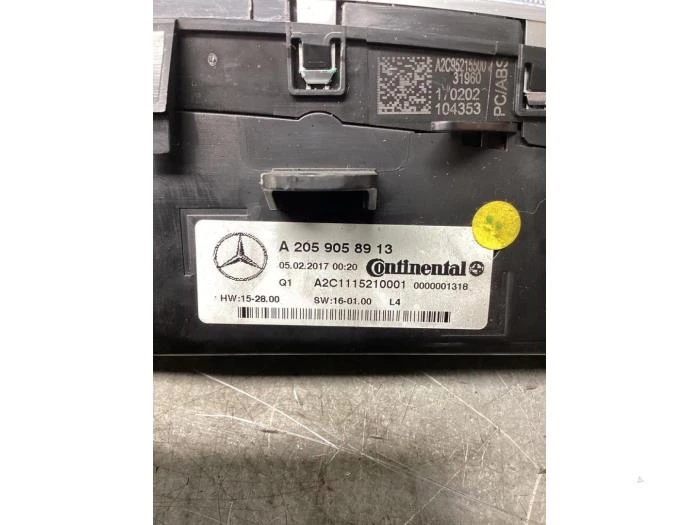 A2C95215500
31960
170202
104353
PC/ABS
A 205 905 89 13
05.02.2017 00:20 Continental
Q1 A2C1115210001 0000001318
HW:15-28.00 SW:16-01.00 L4